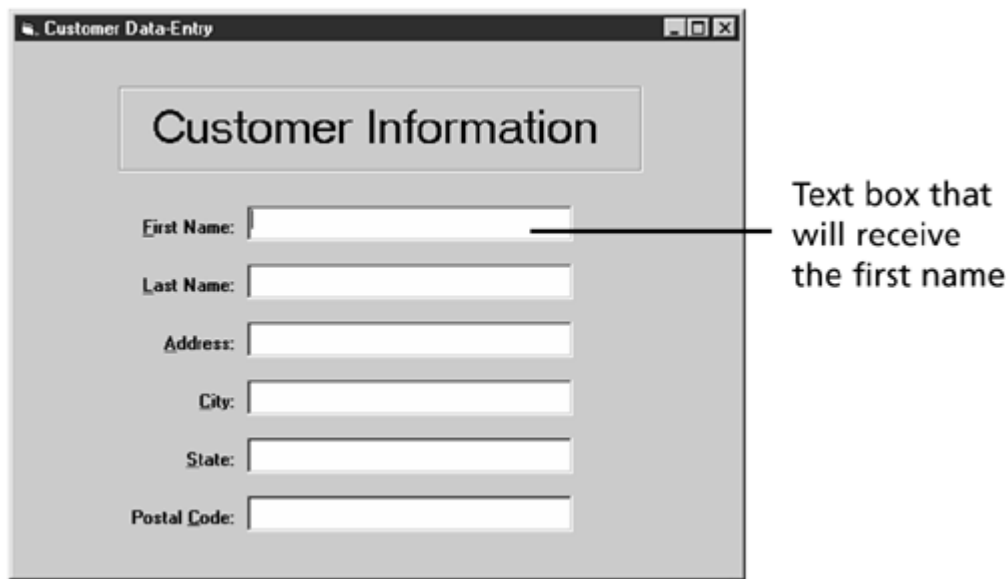 Customer Data-Entry
Customer Information
First Name:
Last Name:
Address:
City:
State:
Postal Code:
Text box that
will receive
the first name